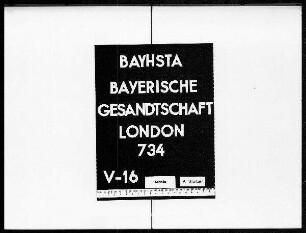 BAYHSTA
BAYERISCHE
GESANDTSCHAFT
LONDON
734
V-16